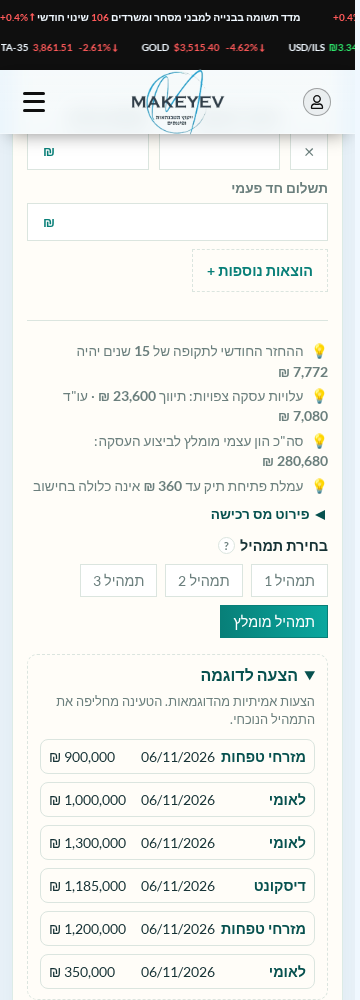 מדד תשומה בבנייה למבני מסחר ומשרדים 106 שינוי חודשי ↑ +0.4%
TA-35 3,861.51 -2.61%↓ GOLD $3,515.40 -4.62%↓ USD/ILS
MAKEYEV
₪ ×
תשלום חד פעמי
₪
הוצאות נוספות +
💡 ההחזר החודשי לתקופה של 15 שנים יהיה
7,772 ₪
💡 עלויות עסקה צפויות: תיווך 23,600 ₪ · עו"ד
7,080 ₪
💡 סה"כ הון עצמי מומלץ לביצוע העסקה:
280,680 ₪
💡 עמלת פתיחת תיק עד 360 ₪ אינה כלולה בחישוב
◀ פירוט מס רכישה
בחירת תמהיל ?
תמהיל 1 תמהיל 2 תמהיל 3
תמהיל מומלץ
▼ הצעה לדוגמה
הצעות אמיתיות מהדוגמאות. הטעינה מחליפה את
התמהיל הנוכחי.
מזרחי טפחות 06/11/2026 900,000 ₪
לאומי 06/11/2026 1,000,000 ₪
לאומי 06/11/2026 1,300,000 ₪
דיסקונט 06/11/2026 1,185,000 ₪
מזרחי טפחות 06/11/2026 1,200,000 ₪
לאומי 06/11/2026 350,000 ₪